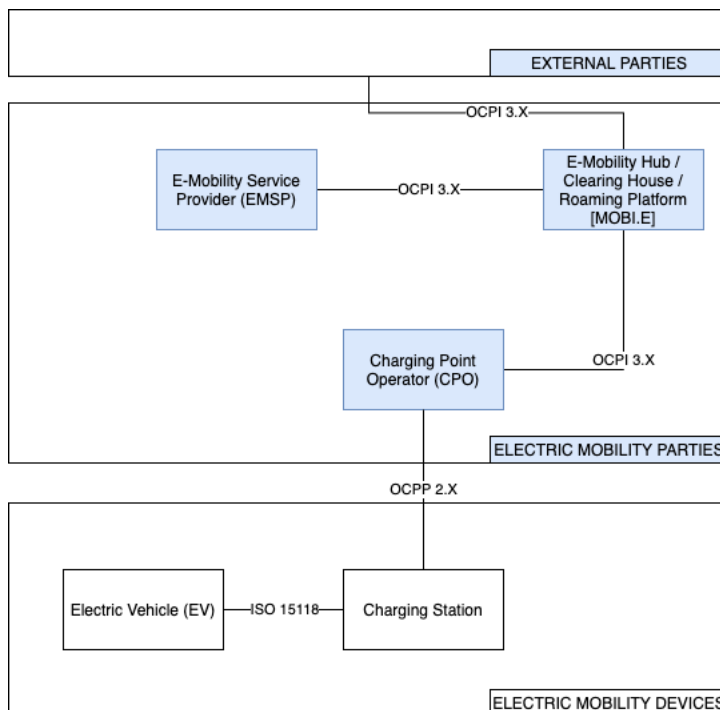 EXTERNAL PARTIES
OCPI 3.X
E-Mobility Service
Provider (EMSP)
OCPI 3.X
E-Mobility Hub /
Clearing House /
Roaming Platform
[MOBI.E]
Charging Point
Operator (CPO)
OCPI 3.X
ELECTRIC MOBILITY PARTIES
OCPP 2.X
Electric Vehicle (EV)
ISO 15118
Charging Station
ELECTRIC MOBILITY DEVICES